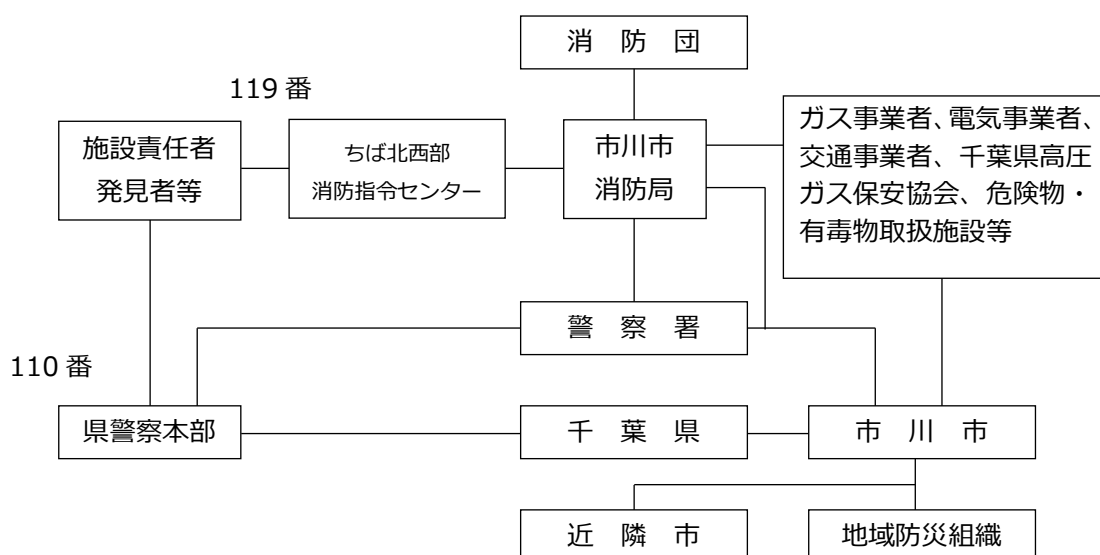 消 防 団
119 番
施設責任者
発見者等
ちば北西部
消防指令センター
市川市
消防局
ガス事業者、電気事業者、
交通事業者、千葉県高圧
ガス保安協会、危険物・
有毒物取扱施設等
警 察 署
110 番
県警察本部
千 葉 県
市 川 市
近 隣 市
地域防災組織